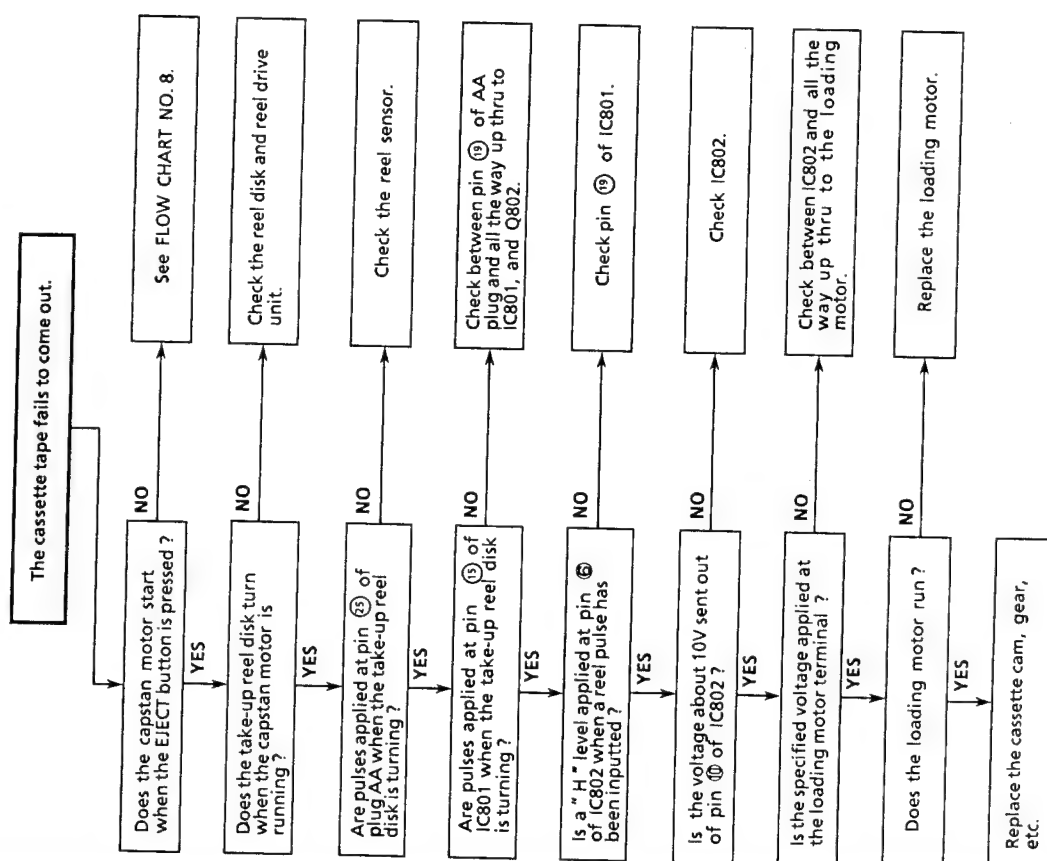 The cassette tape fails to come out.
Does the capstan motor start
when the EJECT button is pressed ?
NO
See FLOW CHART NO. 8.
YES
Does the take-up reel disk turn
when the capstan motor is
running ?
NO
Check the reel disk and reel drive
unit.
YES
Are pulses applied at pin ㉕ of
plug AA when the take-up reel
disk is turning ?
NO
Check the reel sensor.
YES
Are pulses applied at pin ⑮ of
IC801 when the take-up reel disk
is turning ?
NO
Check between pin ⑲ of AA
plug and all the way up thru to
IC801, and Q802.
YES
Is a " H " level applied at pin ⑥
of IC802 when a reel pulse has
been inputted ?
NO
Check pin ⑲ of IC801.
YES
Is the voltage about 10V sent out
of pin ⑩ of IC802 ?
NO
Check IC802.
YES
Is the specified voltage applied at
the loading motor terminal ?
NO
Check between IC802 and all the
way up thru to the loading
motor.
YES
Does the loading motor run ?
NO
Replace the loading motor.
YES
Replace the cassette cam, gear,
etc.